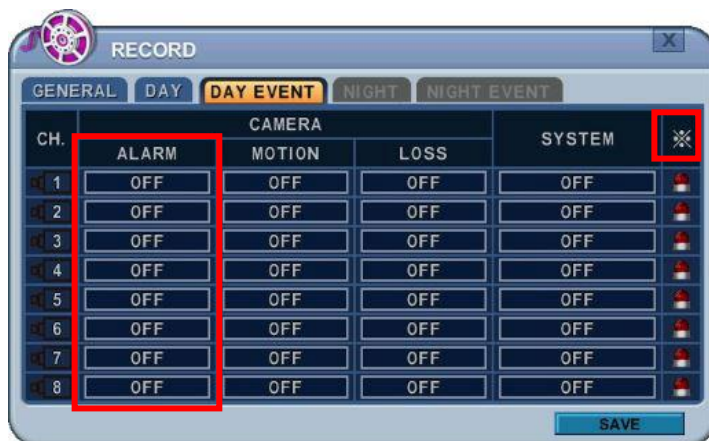 RECORD X
GENERAL DAY DAY EVENT NIGHT NIGHT EVENT
CH. CAMERA SYSTEM ※
ALARM MOTION LOSS
1 OFF OFF OFF OFF
2 OFF OFF OFF OFF
3 OFF OFF OFF OFF
4 OFF OFF OFF OFF
5 OFF OFF OFF OFF
6 OFF OFF OFF OFF
7 OFF OFF OFF OFF
8 OFF OFF OFF OFF
SAVE